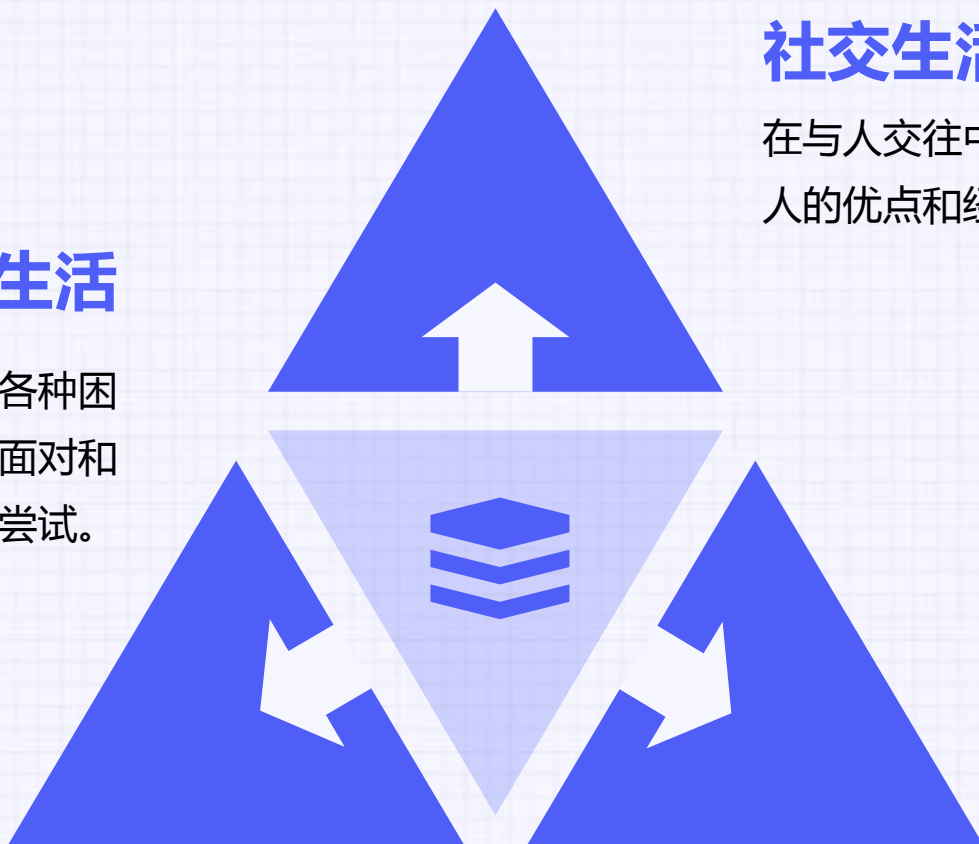 社交生
在与人交往
人的优点和
生活
各种困
面对和
尝试。